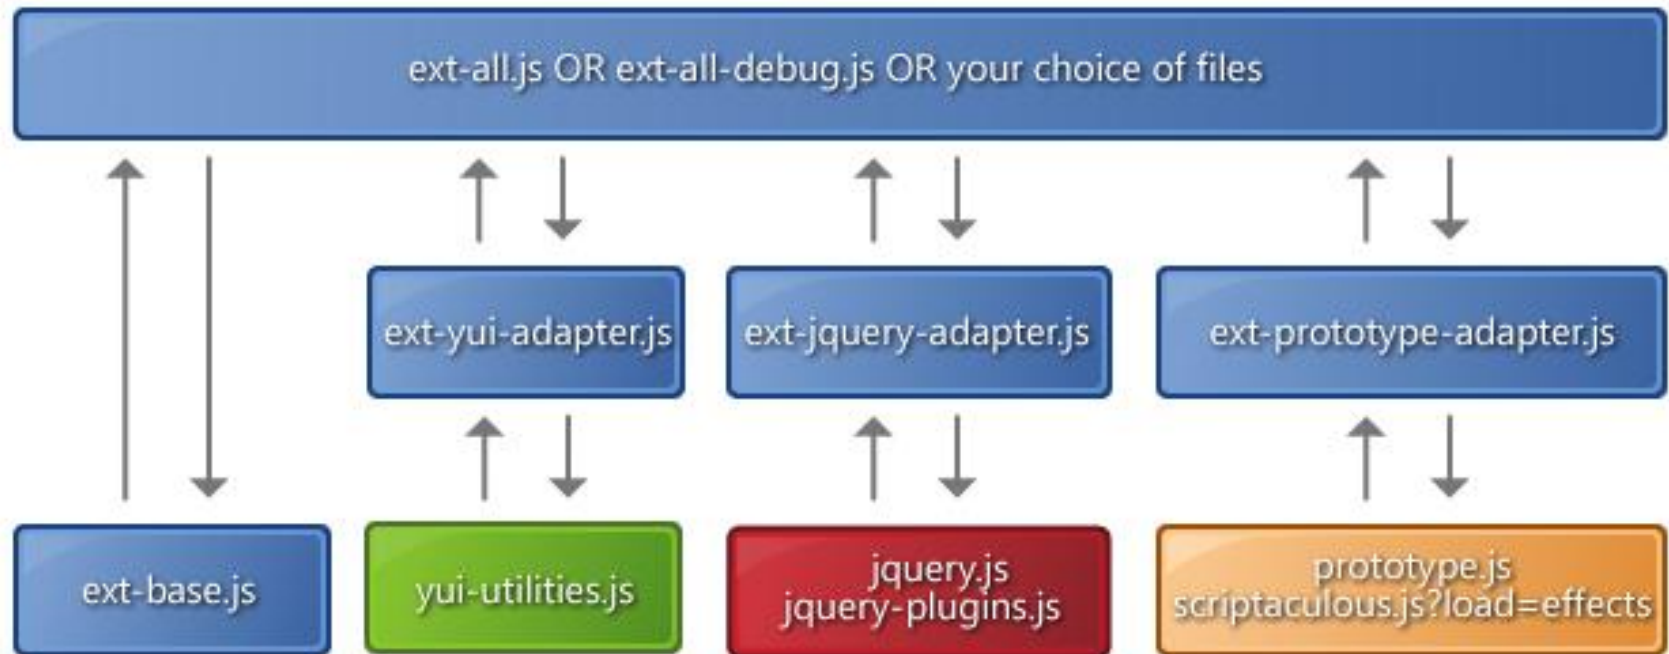 ext-all.js OR ext-all-debug.js OR your choice of files
ext-yui-adapter.js
ext-jquery-adapter.js
ext-prototype-adapter.js
ext-base.js
yui-utilities.js
jquery.js
jquery-plugins.js
prototype.js
scriptaculous.js?load=effects